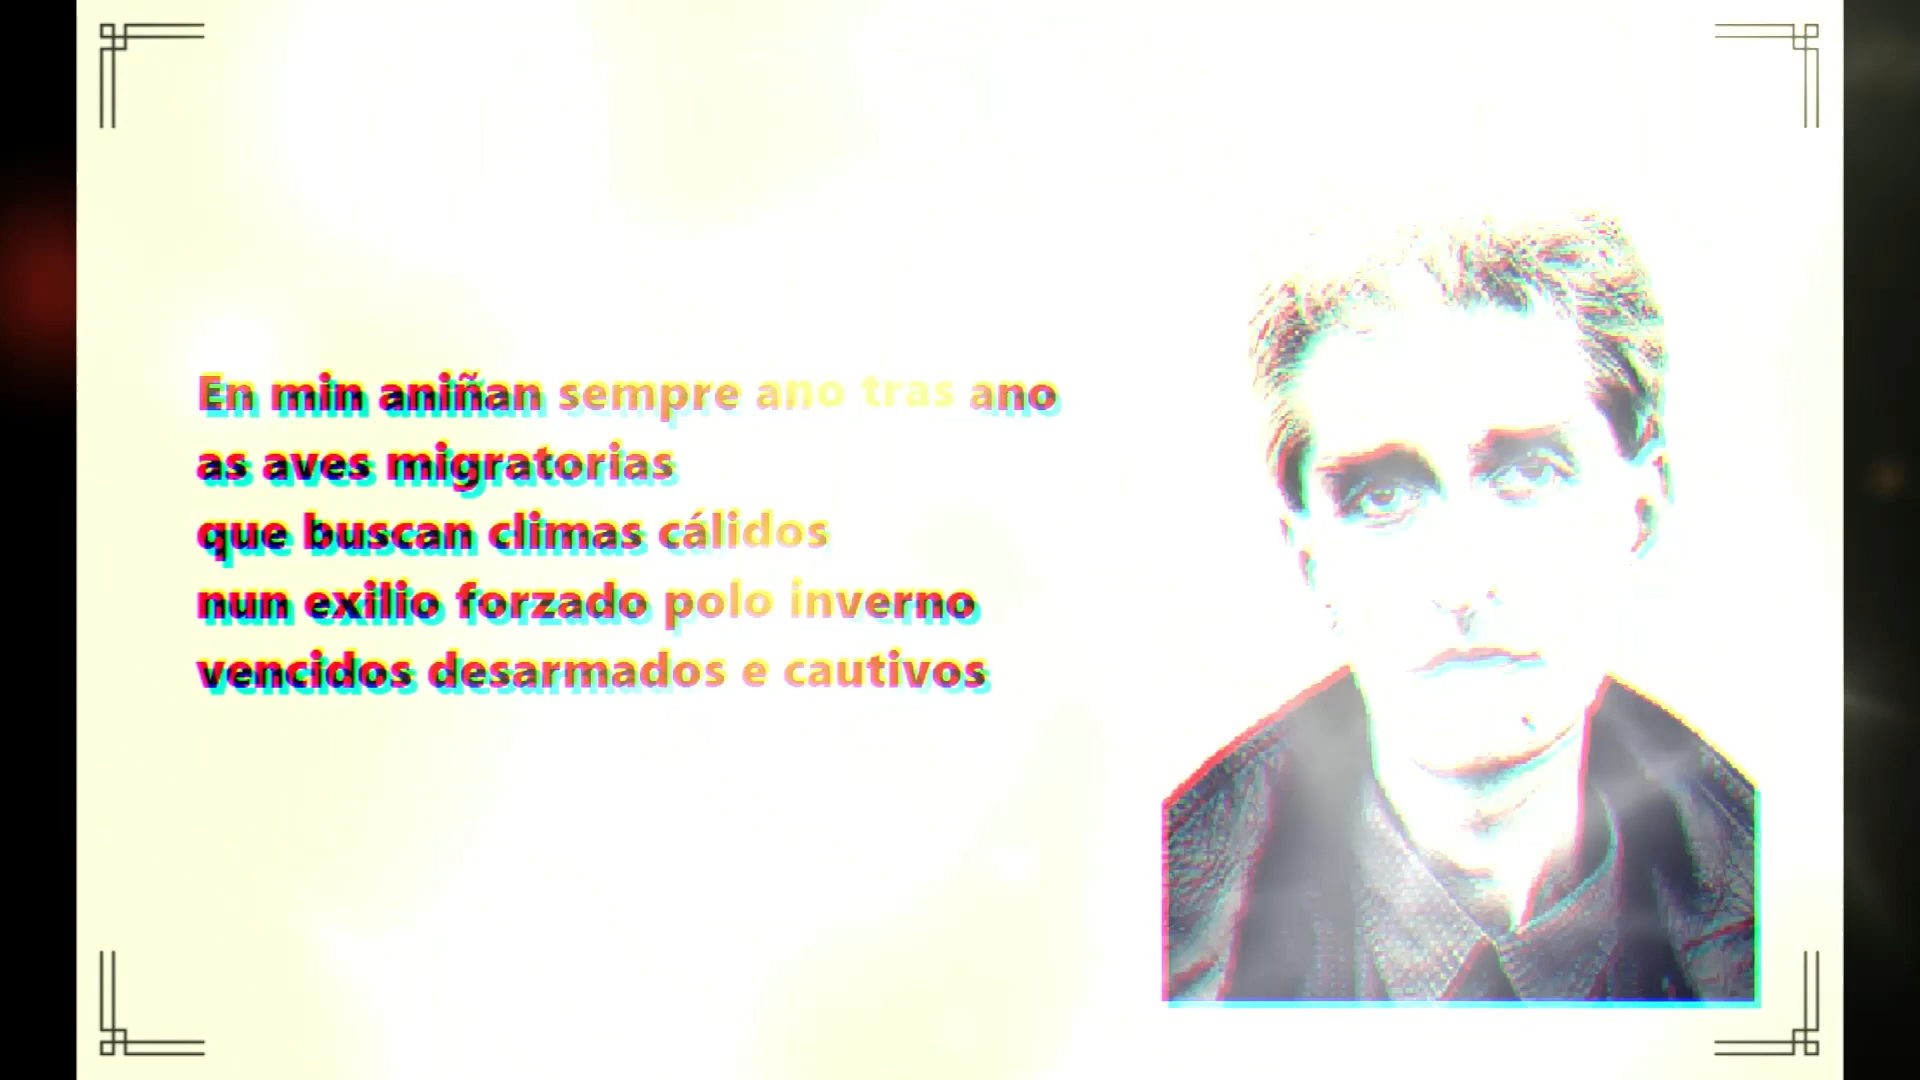 En min aniñan sempre ano tras ano
as aves migratorias
que buscan climas cálidos
nun exilio forzado polo inverno
vencidos desarmados e cautivos